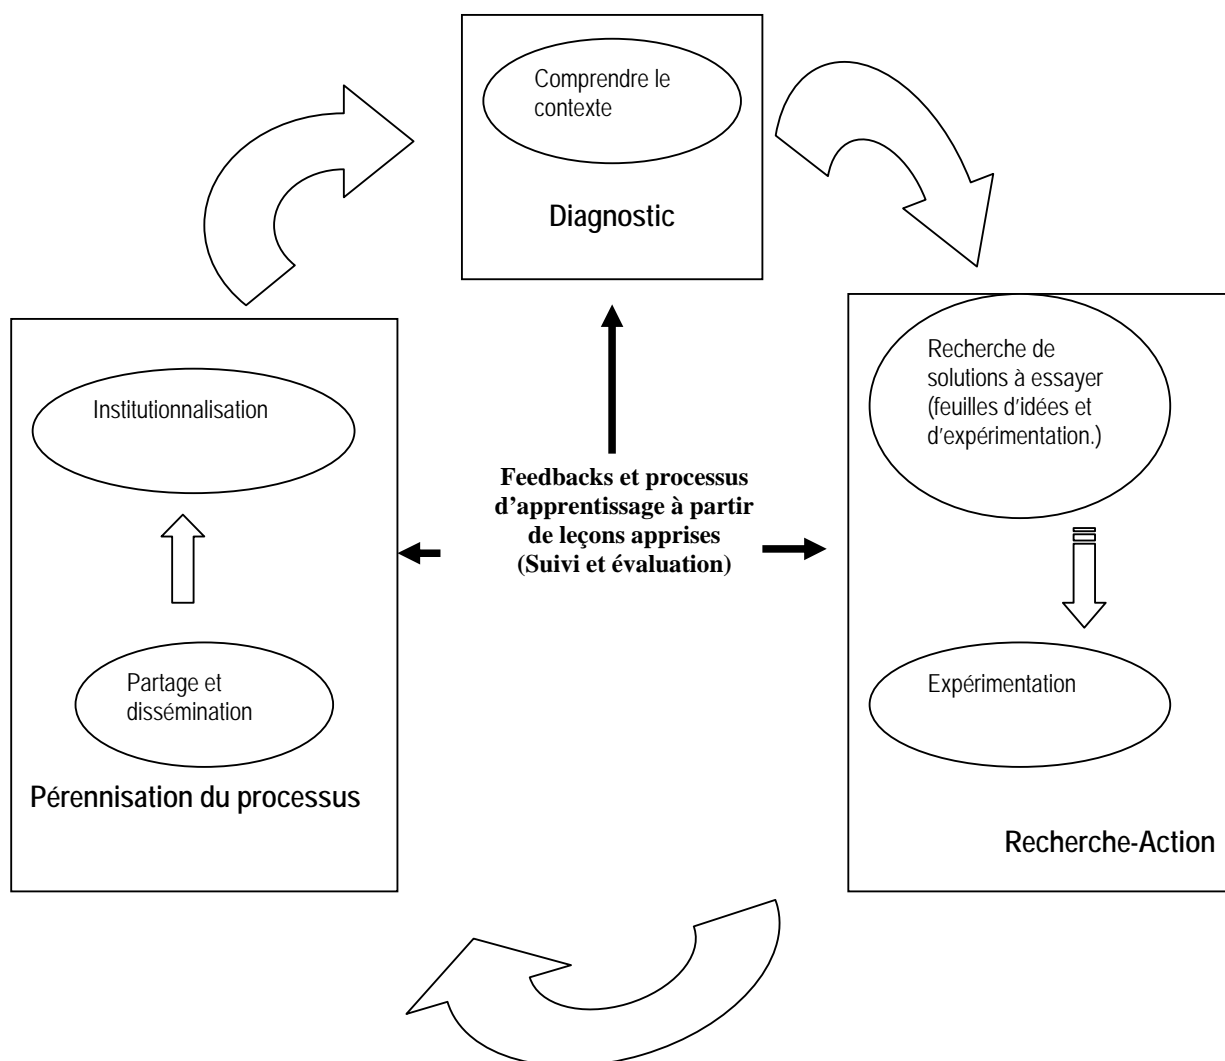 Comprendre le
contexte
Diagnostic
Recherche de
solutions à essayer
(feuilles d'idées et
d'expérimentation.)
Expérimentation
Recherche-Action
Feedbacks et processus
d'apprentissage à partir
de leçons apprises
(Suivi et évaluation)
Institutionnalisation
Partage et
dissémination
Pérennisation du processus